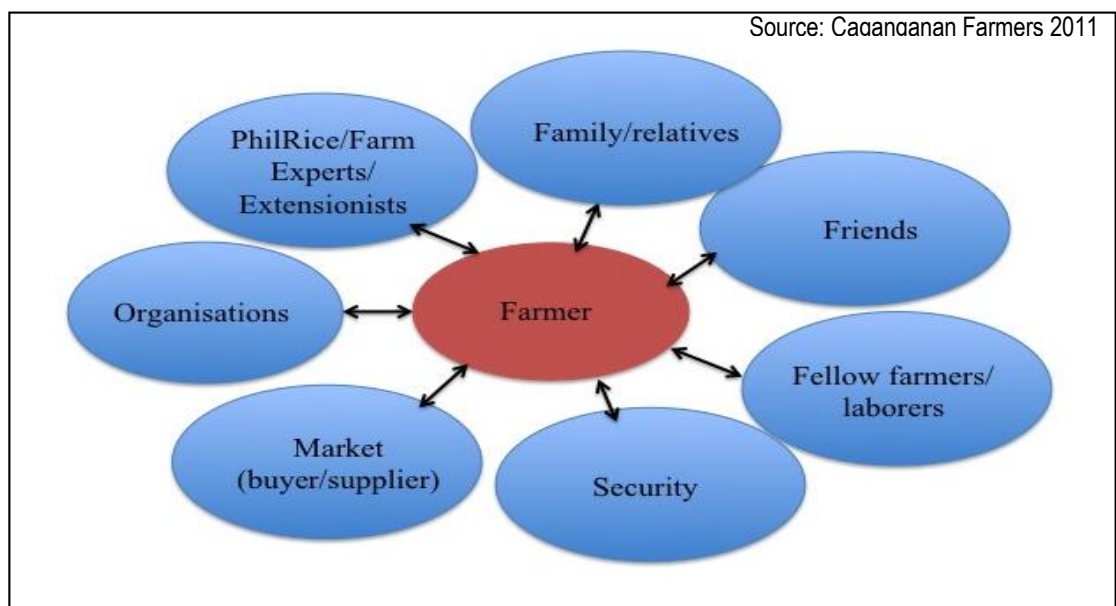 Source: Caganganan Farmers 2011
Family/relatives
PhilRice/Farm
Experts/
Extensionists
Friends
Organisations
Farmer
Fellow farmers/
laborers
Market
(buyer/supplier)
Security